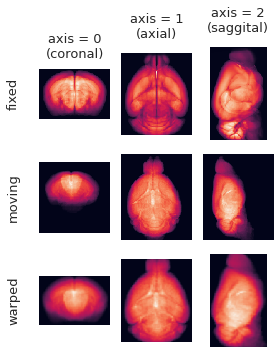 axis = 0
(coronal)
axis = 1
(axial)
axis = 2
(saggital)
fixed
moving
warped